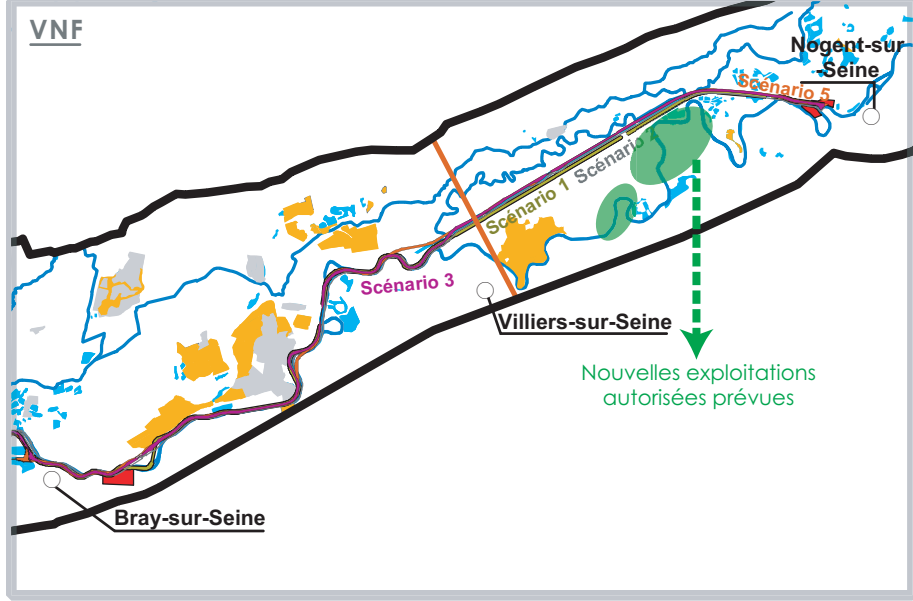 VNF
Nogent-sur
-Seine
Scénario 5
Scénario
Scénario 1
Scénario 3
Villiers-sur-Seine
Nouvelles exploitations
autorisées prévues
Bray-sur-Seine